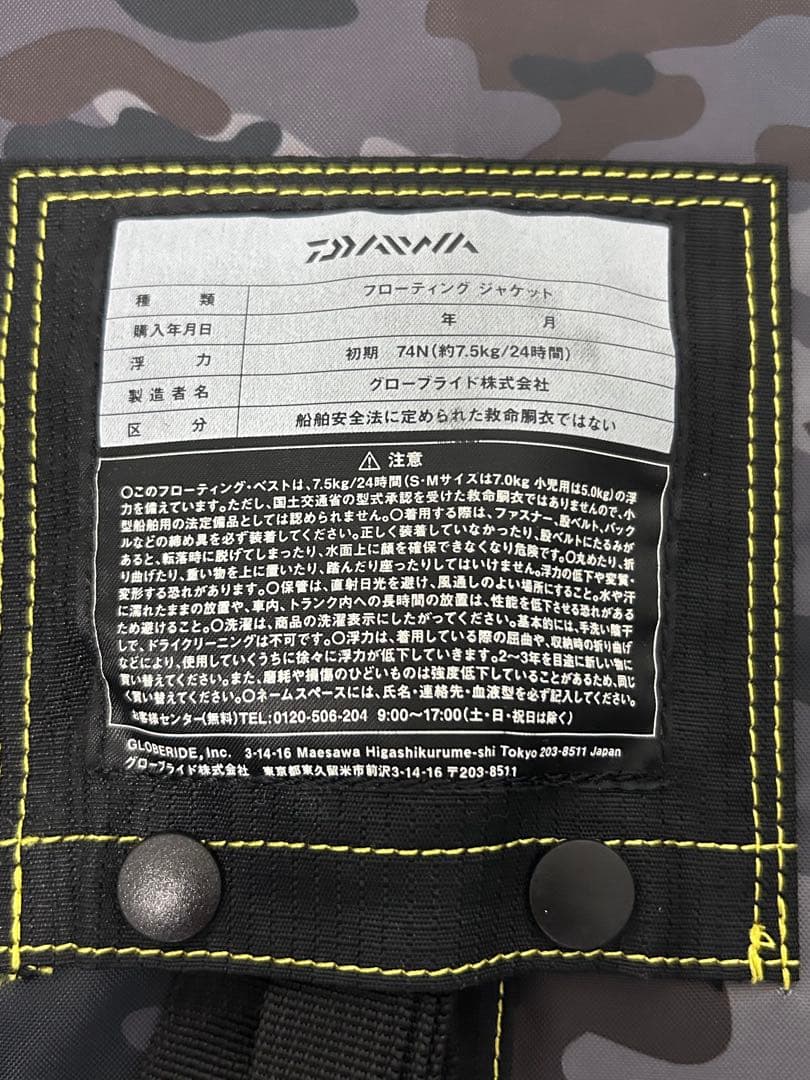 DAIWA
種類 フローティング ジャケット
購入年月日 年 月
浮力 初期 74N(約7.5kg/24時間)
製造者名 グローブライド株式会社
区分 船舶安全法に定められた救命胴衣ではない
⚠ 注意
〇このフローティング・ベストは、7.5kg/24時間(S・Mサイズは7.0kg 小児用は5.0kg)の浮
力を備えています。ただし、国土交通省の型式承認を受けた救命胴衣ではありませんので、小
型船舶用の法定備品としては認められません。〇着用する際は、ファスナー、股ベルト、バック
ルなどの締め具を必ず装着してください。正しく装着していなかったり、股ベルトにたるみが
あると、転落時に脱げてしまったり、水面上に顔を確保できなくなり危険です。〇丸めたり、折
り曲げたり、重い物を上に置いたり、踏んだり座ったりしてはいけません。浮力の低下や変質・
変形する恐れがあります。〇保管は、直射日光を避け、風通しのよい場所にすること。水や汗
に濡れたままの放置や、車内、トランク内への長時間の放置は、性能を低下させる恐れがある
ため避けること。〇洗濯は、商品の洗濯表示にしたがってください。基本的には、手洗い陰干
しで、ドライクリーニングは不可です。〇浮力は、着用している際の屈曲や、収納時の折り曲げ
などにより、使用していくうちに徐々に浮力が低下していきます。2〜3年を目途に新しい物に
買い替えてください。また、磨耗や損傷のひどいものは強度低下していることがあるため、同じ
く買い替えてください。〇ネームスペースには、氏名・連絡先・血液型を必ず記入してください。
お客様センター(無料)TEL:0120-506-204 9:00〜17:00(土・日・祝日は除く)
GLOBERIDE, Inc. 3-14-16 Maesawa Higashikurume-shi Tokyo 203-8511 Japan
グローブライド株式会社 東京都東久留米市前沢3-14-16 〒203-8511